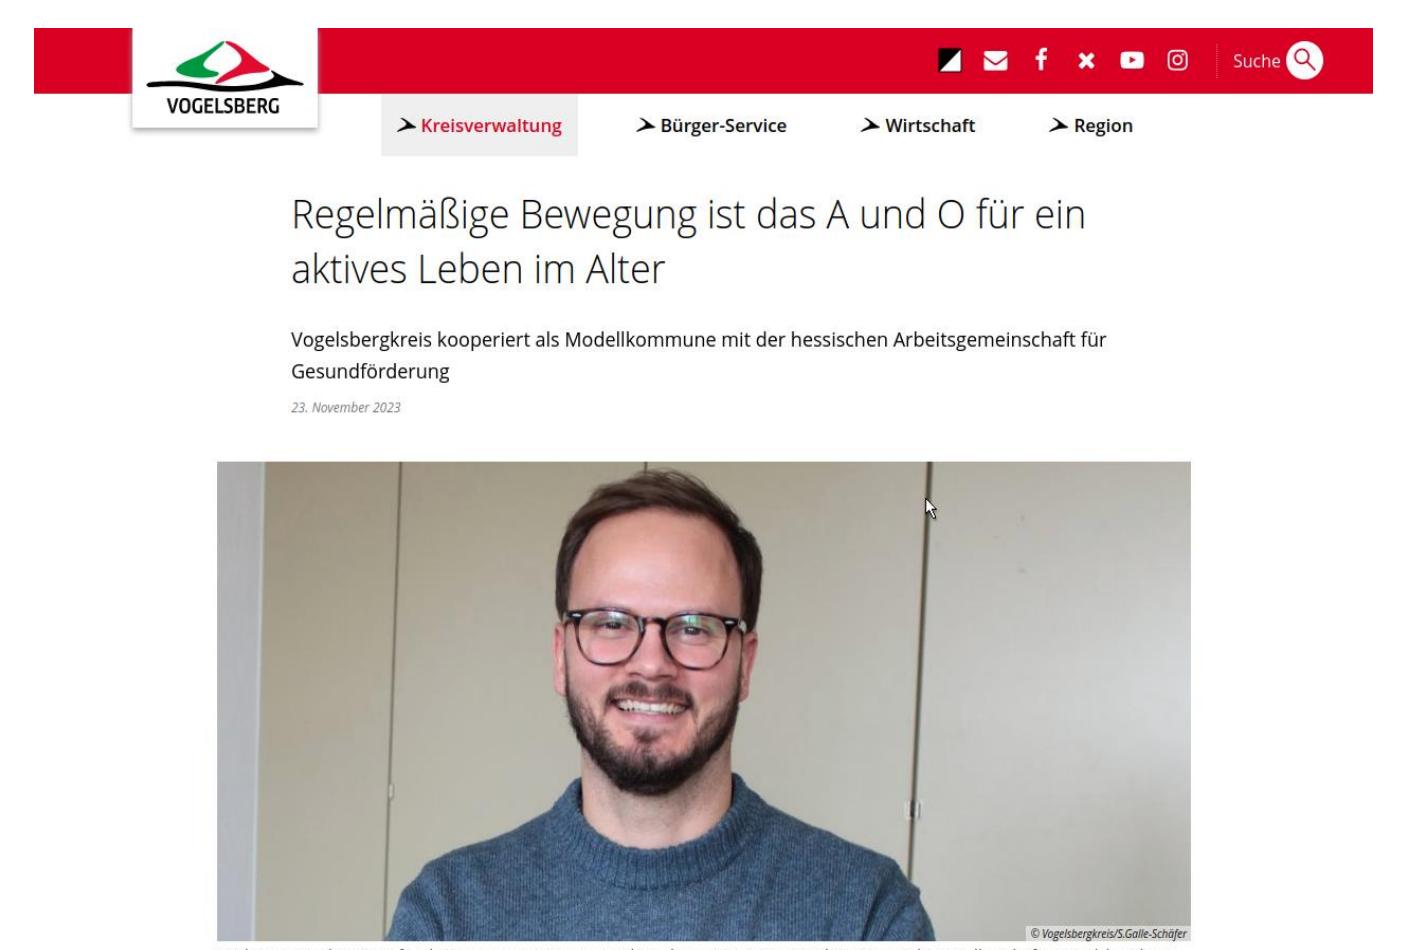 VOGELSBERG
Suche
Kreisverwaltung
Bürger-Service
Wirtschaft
Region
Regelmäßige Bewegung ist das A und O für ein
aktives Leben im Alter
Vogelsbergkreis kooperiert als Modellkommune mit der hessischen Arbeitsgemeinschaft für
Gesundförderung
23. November 2023
© Vogelsbergkreis/S.Galle-Schäfer